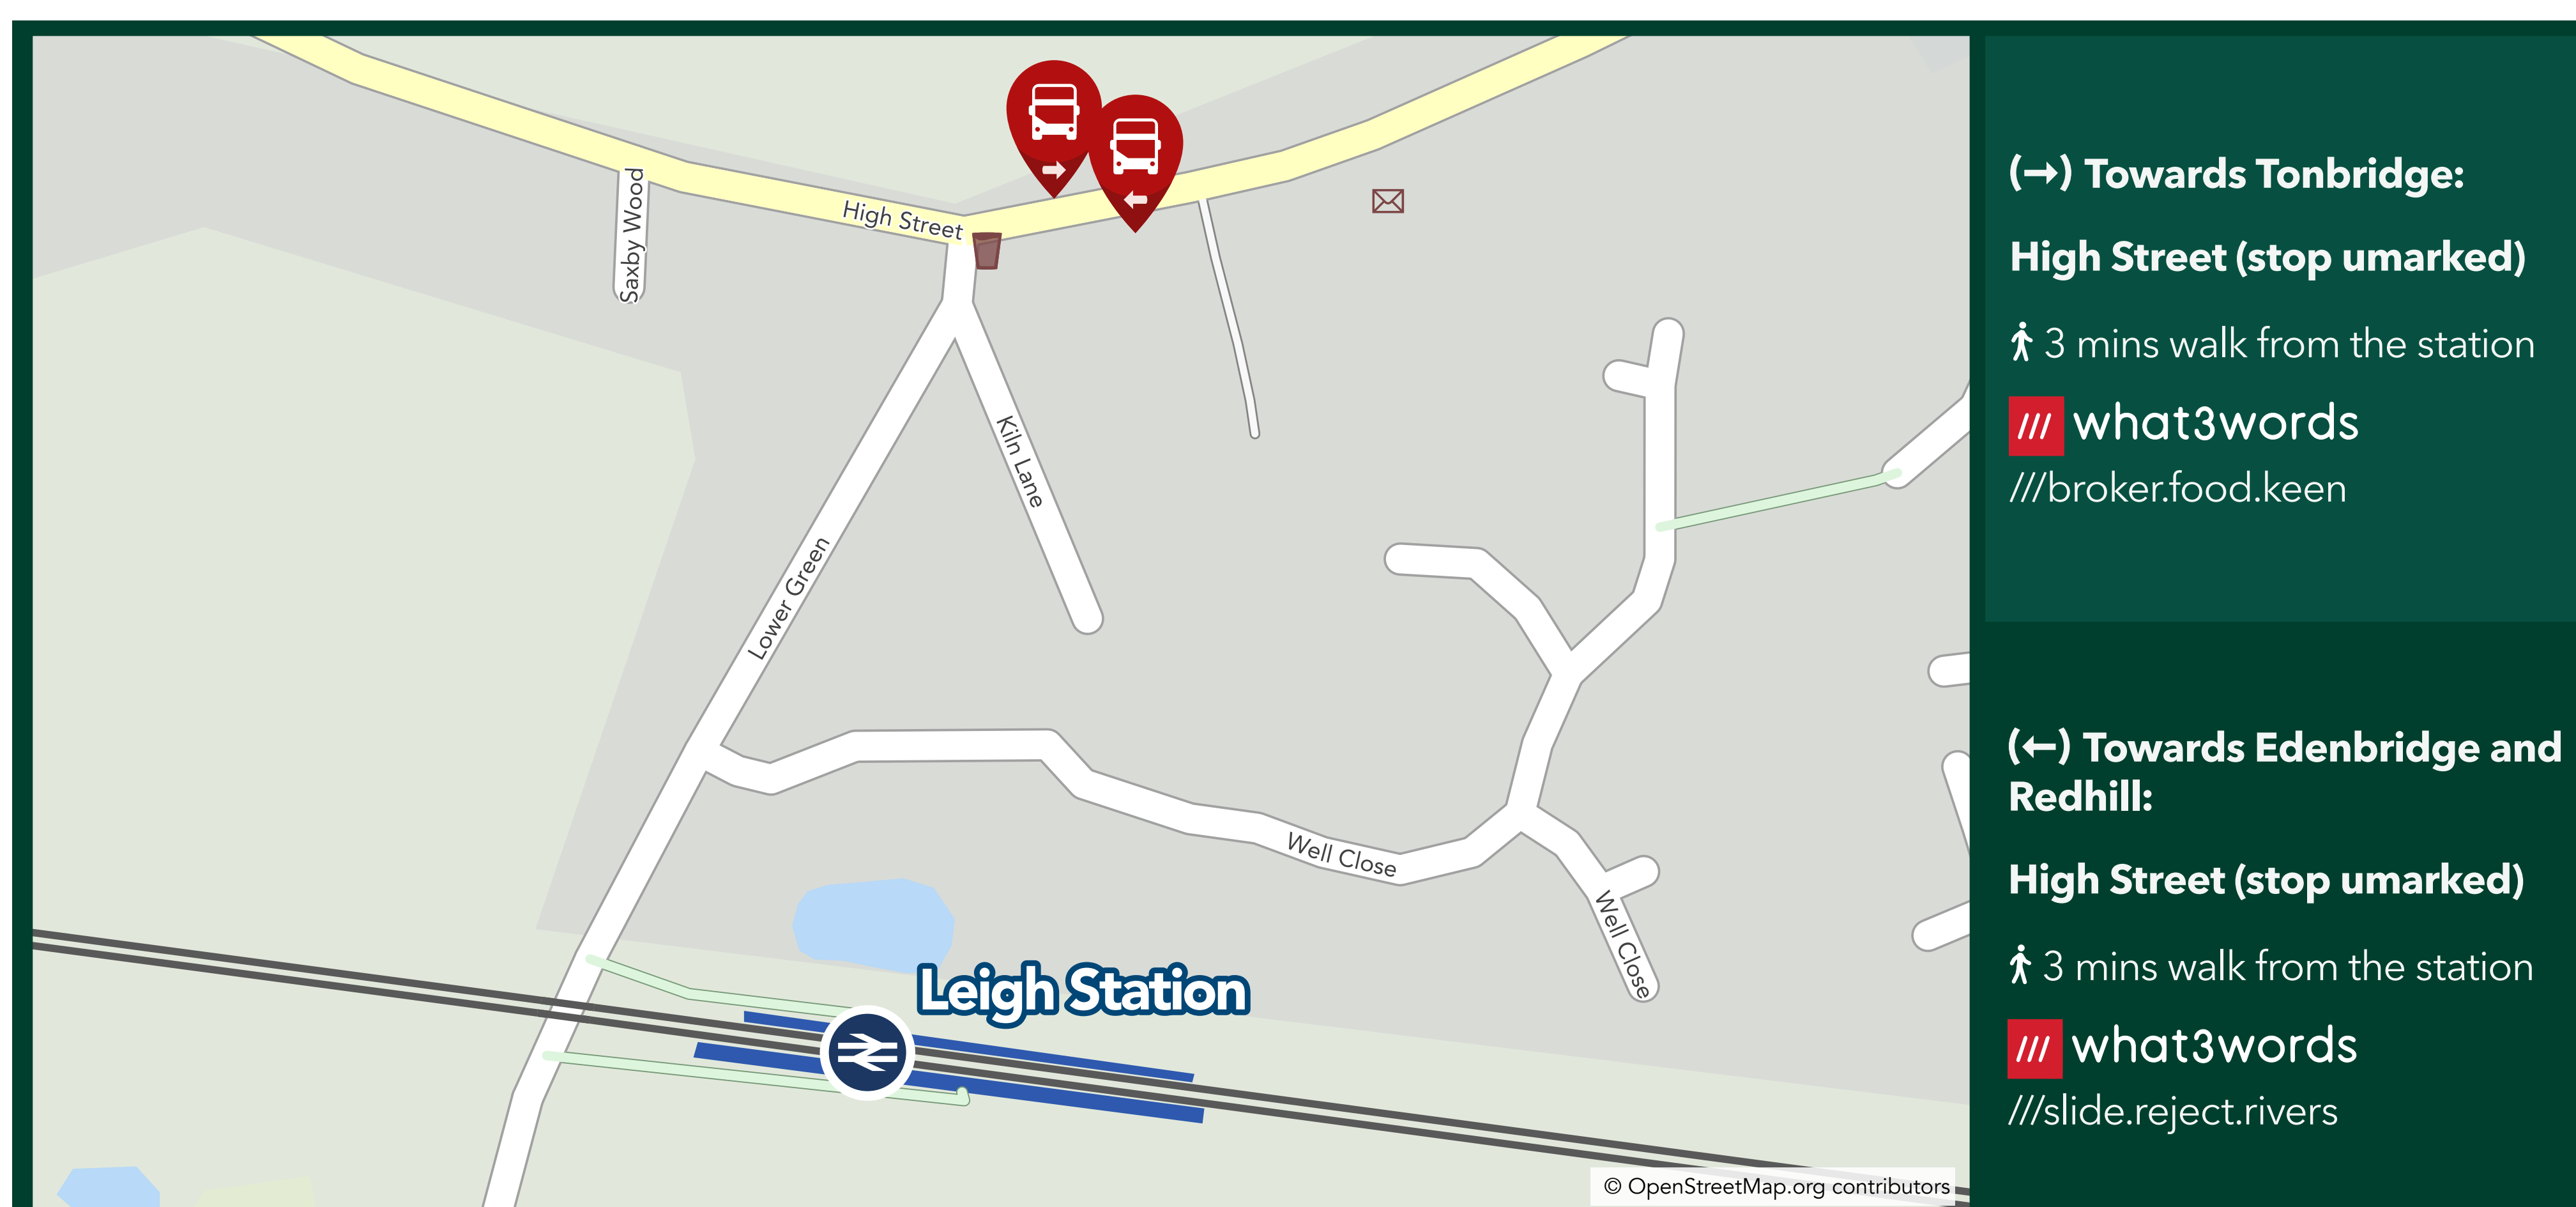 High Street
Saxby Wood
Kiln Lane
Lower Green
Well Close
Well Close
Leigh Station
© OpenStreetMap.org contributors
(→) Towards Tonbridge:
High Street (stop umarked)
3 mins walk from the station
what3words
///broker.food.keen
(←) Towards Edenbridge and
Redhill:
High Street (stop umarked)
3 mins walk from the station
what3words
///slide.reject.rivers